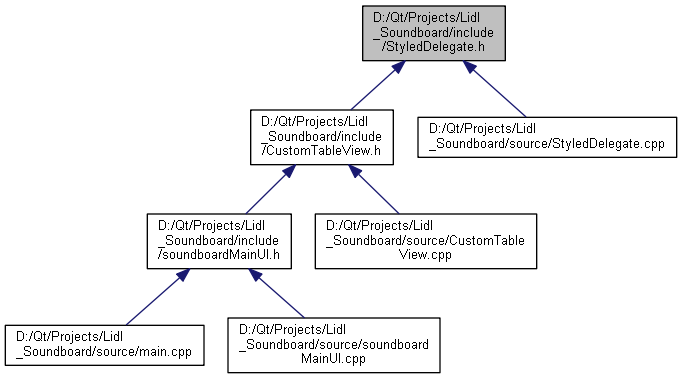 D:/Qt/Projects/Lidl
_Soundboard/include
/StyledDelegate.h
D:/Qt/Projects/Lidl
_Soundboard/include
/CustomTableView.h
D:/Qt/Projects/Lidl
_Soundboard/source/StyledDelegate.cpp
D:/Qt/Projects/Lidl
_Soundboard/include
/soundboardMainUI.h
D:/Qt/Projects/Lidl
_Soundboard/source/CustomTable
View.cpp
D:/Qt/Projects/Lidl
_Soundboard/source/main.cpp
D:/Qt/Projects/Lidl
_Soundboard/source/soundboard
MainUI.cpp